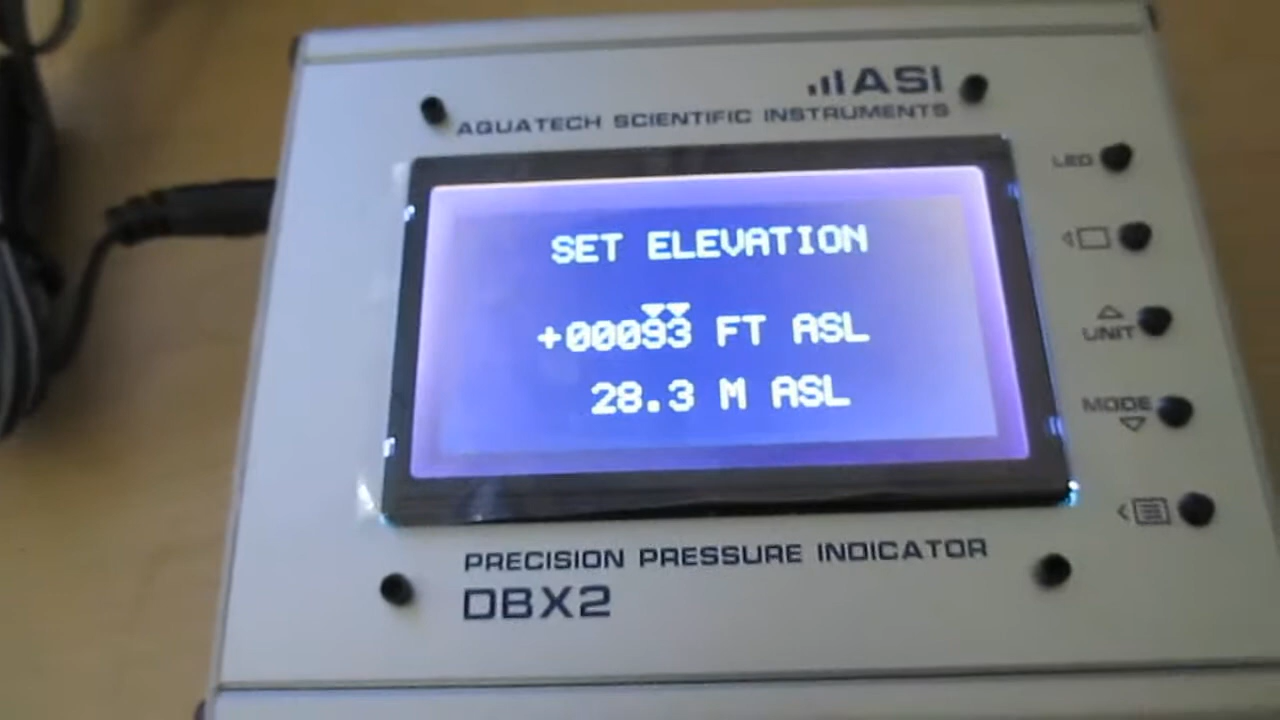 ASI
AQUATECH SCIENTIFIC INSTRUMENTS
LED
SET ELEVATION
+00093 FT ASL
UNIT
28.3 M ASL
MODE
PRECISION PRESSURE INDICATOR
DBX2